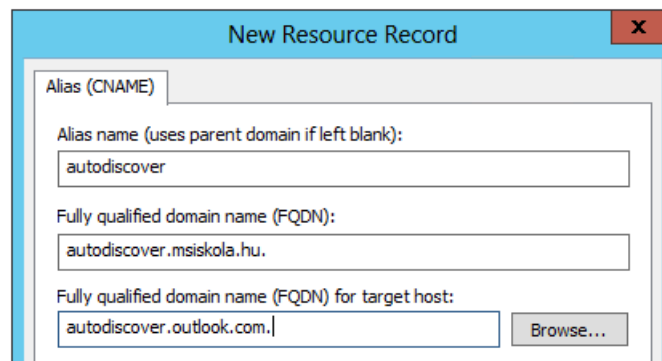 New Resource Record
x
Alias (CNAME)
Alias name (uses parent domain if left blank):
autodiscover
Fully qualified domain name (FQDN):
autodiscover.msiskola.hu.
Fully qualified domain name (FQDN) for target host:
autodiscover.outlook.com.
Browse...